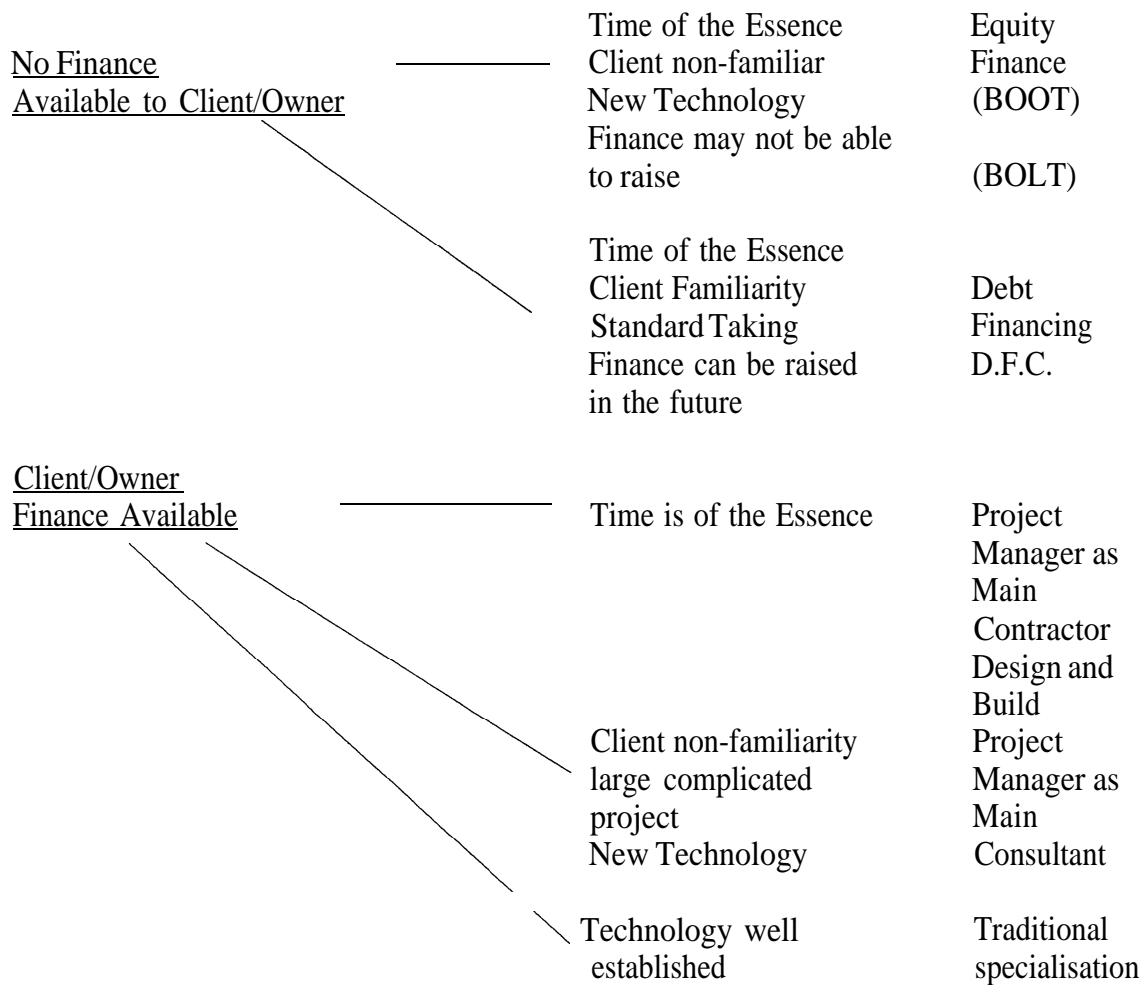 No Finance
Available to Client/Owner
Time of the Essence
Client non-familiar
New Technology
Finance may not be able
to raise
Equity
Finance
(BOOT)
(BOLT)
Time of the Essence
Client Familiarity
Standard Taking
Finance can be raised
in the future
Debt
Financing
D.F.C.
Client/Owner
Finance Available
Time is of the Essence
Project
Manager as
Main
Contractor
Design and
Build
Client non-familiarity
large complicated
project
New Technology
Project
Manager as
Main
Consultant
Technology well
established
Traditional
specialisation